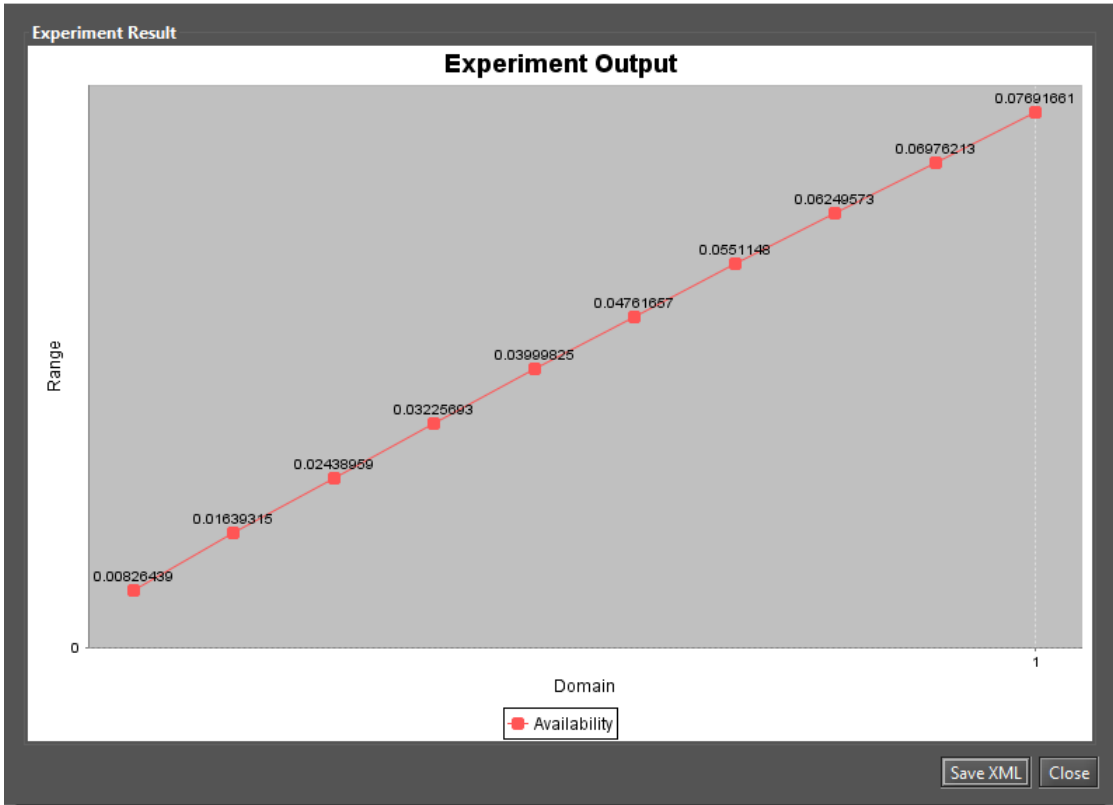 Experiment Result
Experiment Output
0.07691661
0.06976213
0.06249573
0.0551148
0.04761657
0.03999825
0.03225693
0.02438959
0.01639315
0.00826439
Range
0
1
Domain
Availability
Save XML
Close